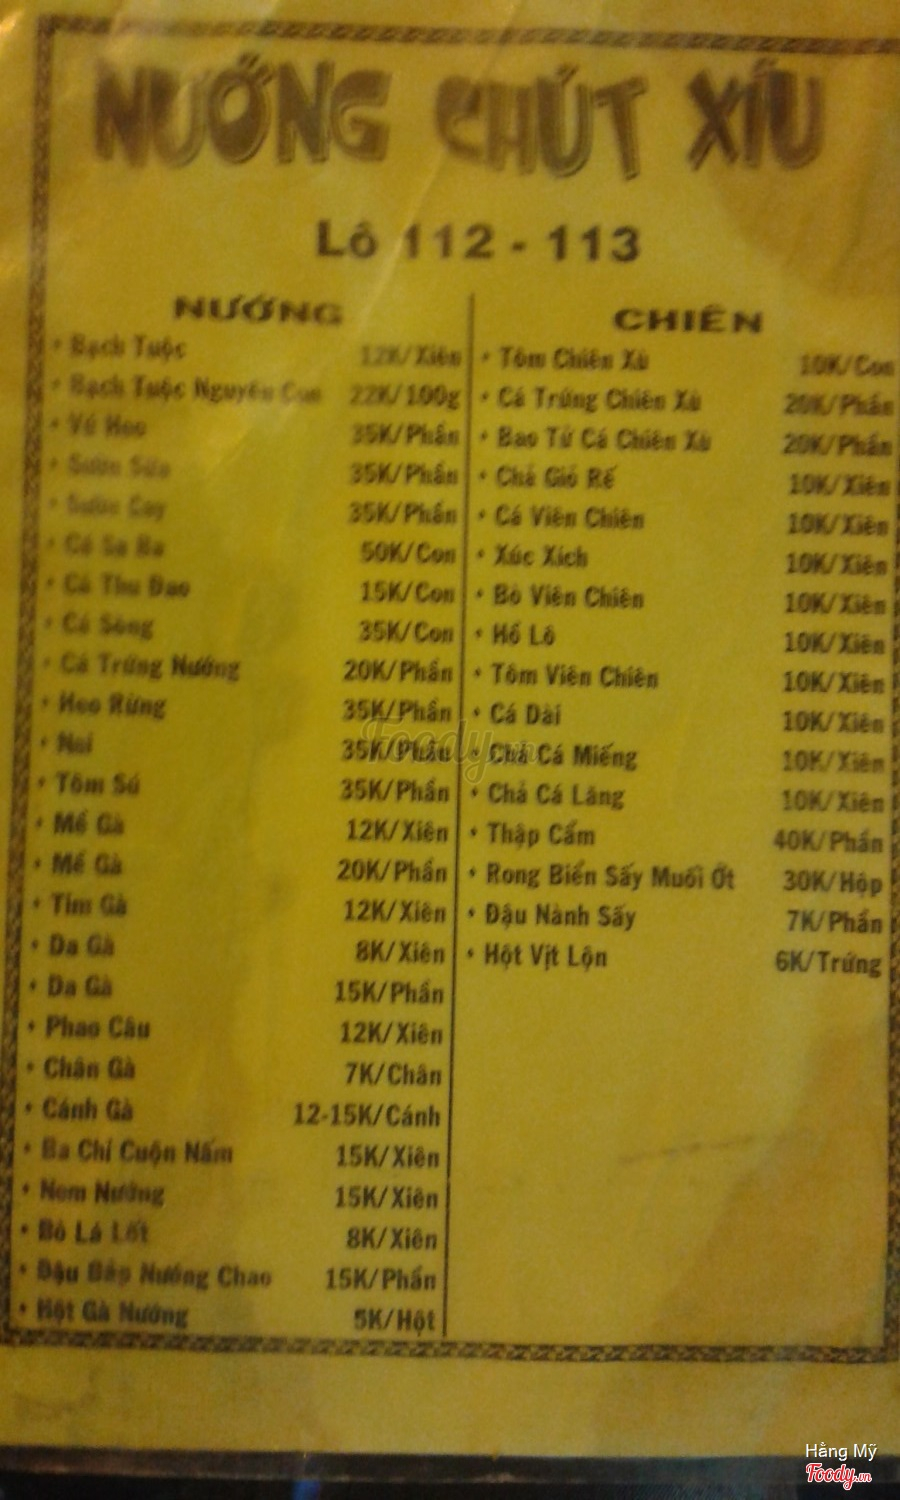 NƯỚNG CHÚT XÍU
Lô 112 - 113
NƯỚNG
• Bạch Tuộc 12K/Xiên
• Bạch Tuộc Nguyên Con 22K/100g
• Vú Heo 35K/Phần
• Sườn Sữa 35K/Phần
• Sườn Cay 35K/Phần
• Cá Sa Ba 50K/Con
• Cá Thu Đao 15K/Con
• Cá Sòng 35K/Con
• Cá Trứng Nướng 20K/Phần
• Heo Rừng 35K/Phần
• Nai 35K/Phần
• Tôm Sú 35K/Phần
• Mề Gà 12K/Xiên
• Mề Gà 20K/Phần
• Tim Gà 12K/Xiên
• Da Gà 8K/Xiên
• Da Gà 15K/Phần
• Phao Câu 12K/Xiên
• Chân Gà 7K/Chân
• Cánh Gà 12-15K/Cánh
• Ba Chỉ Cuộn Nấm 15K/Xiên
• Nem Nướng 15K/Xiên
• Bò Lá Lốt 8K/Xiên
• Đậu Bắp Nướng Chao 15K/Phần
• Hột Gà Nướng 5K/Hột
CHIÊN
• Tôm Chiên Xù 10K/Con
• Cá Trứng Chiên Xù 20K/Phần
• Bao Tử Cá Chiên Xù 20K/Phần
• Chả Giò Rế 10K/Xiên
• Cá Viên Chiên 10K/Xiên
• Xúc Xích 10K/Xiên
• Bò Viên Chiên 10K/Xiên
• Hồ Lô 10K/Xiên
• Tôm Viên Chiên 10K/Xiên
• Cá Dài 10K/Xiên
• Chả Cá Miếng 10K/Xiên
• Chả Cá Lăng 10K/Xiên
• Thập Cẩm 40K/Phần
• Rong Biển Sấy Muối Ớt 30K/Hộp
• Đậu Nành Sấy 7K/Phần
• Hột Vịt Lộn 6K/Trứng
Foody.vn
Hằng Mỹ
Foody.vn